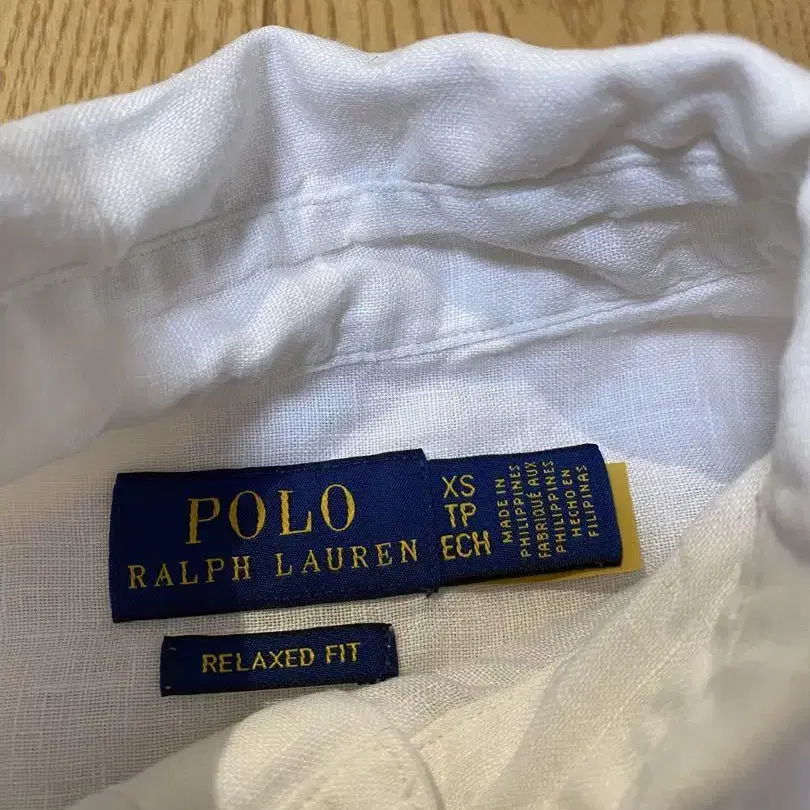 POLO
RALPH LAUREN
XS
TP
ECH
MADE IN
PHILIPPINES
FABRIQUÉ AUX
PHILIPPINES
HECHO EN
FILIPINAS
RELAXED FIT